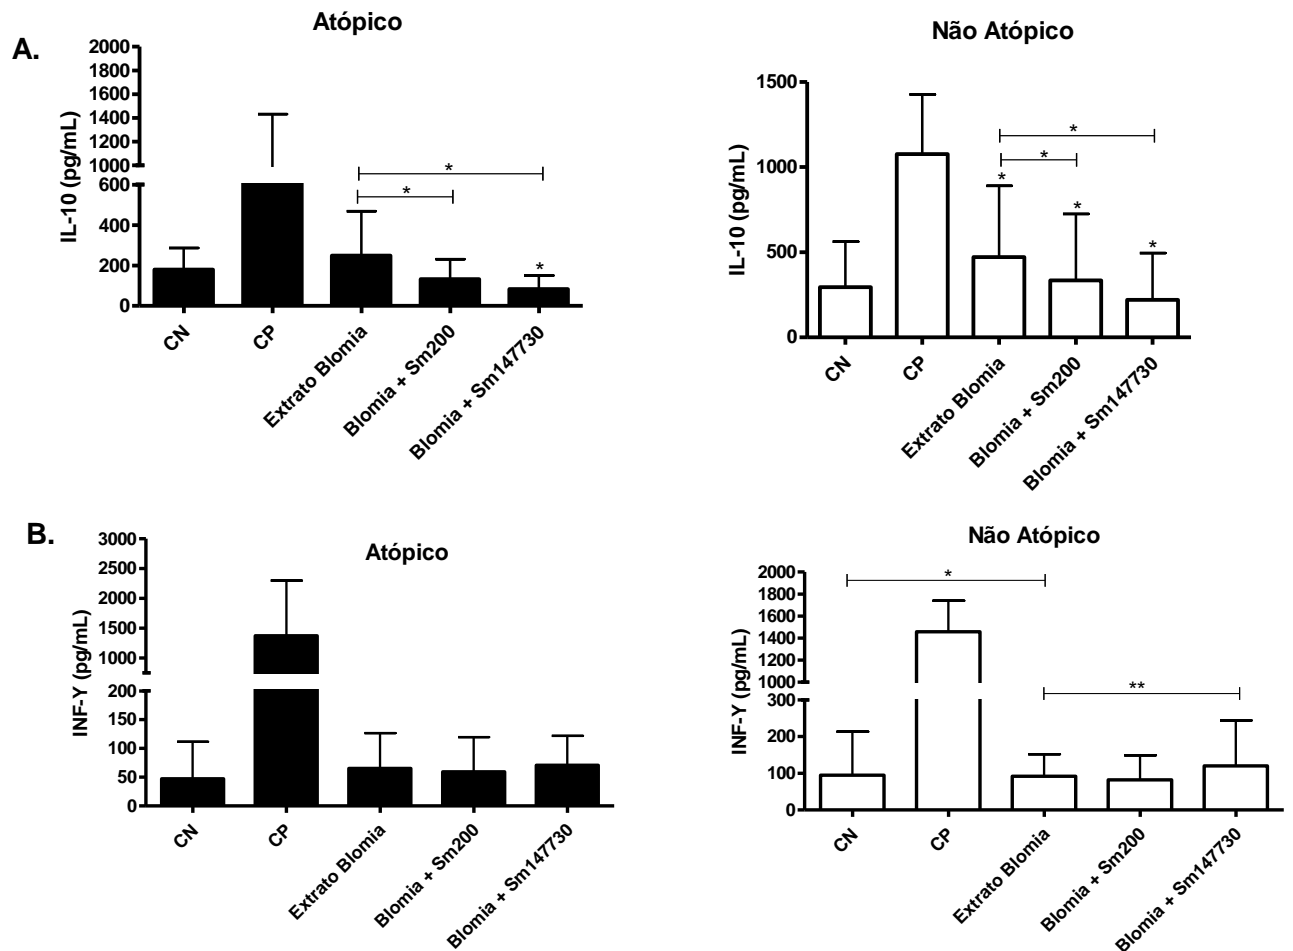 A.
Atópico
IL-10 (pg/mL)
2000
1800
1600
1400
1200
1000
600
400
200
0
*
*
*
CN
CP
Extrato Blomia
Blomia + Sm200
Blomia + Sm147730
Não Atópico
IL-10 (pg/mL)
1500
1000
500
0
*
*
*
*
*
CN
CP
Extrato Blomia
Blomia + Sm200
Blomia + Sm147730
B.
Atópico
INF-Y (pg/mL)
3000
2500
2000
1500
1000
200
150
100
50
0
CN
CP
Extrato Blomia
Blomia + Sm200
Blomia + Sm147730
Não Atópico
INF-Y (pg/mL)
2000
1800
1600
1400
1200
1000
300
200
100
0
*
**
CN
CP
Extrato Blomia
Blomia + Sm200
Blomia + Sm147730